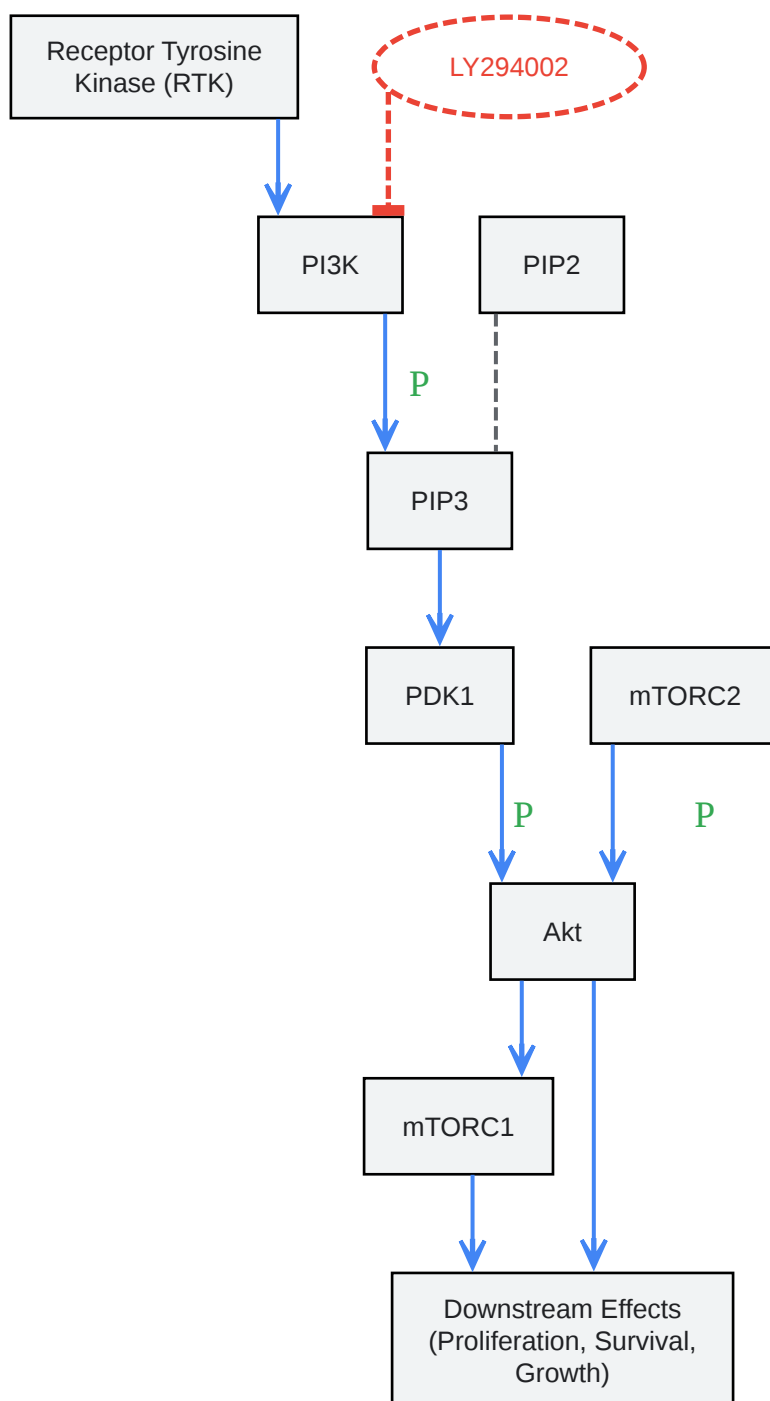 Receptor Tyrosine
Kinase (RTK)
LY294002
PI3K
PIP2
P
PIP3
PDK1
mTORC2
P
P
Akt
mTORC1
Downstream Effects
(Proliferation, Survival,
Growth)